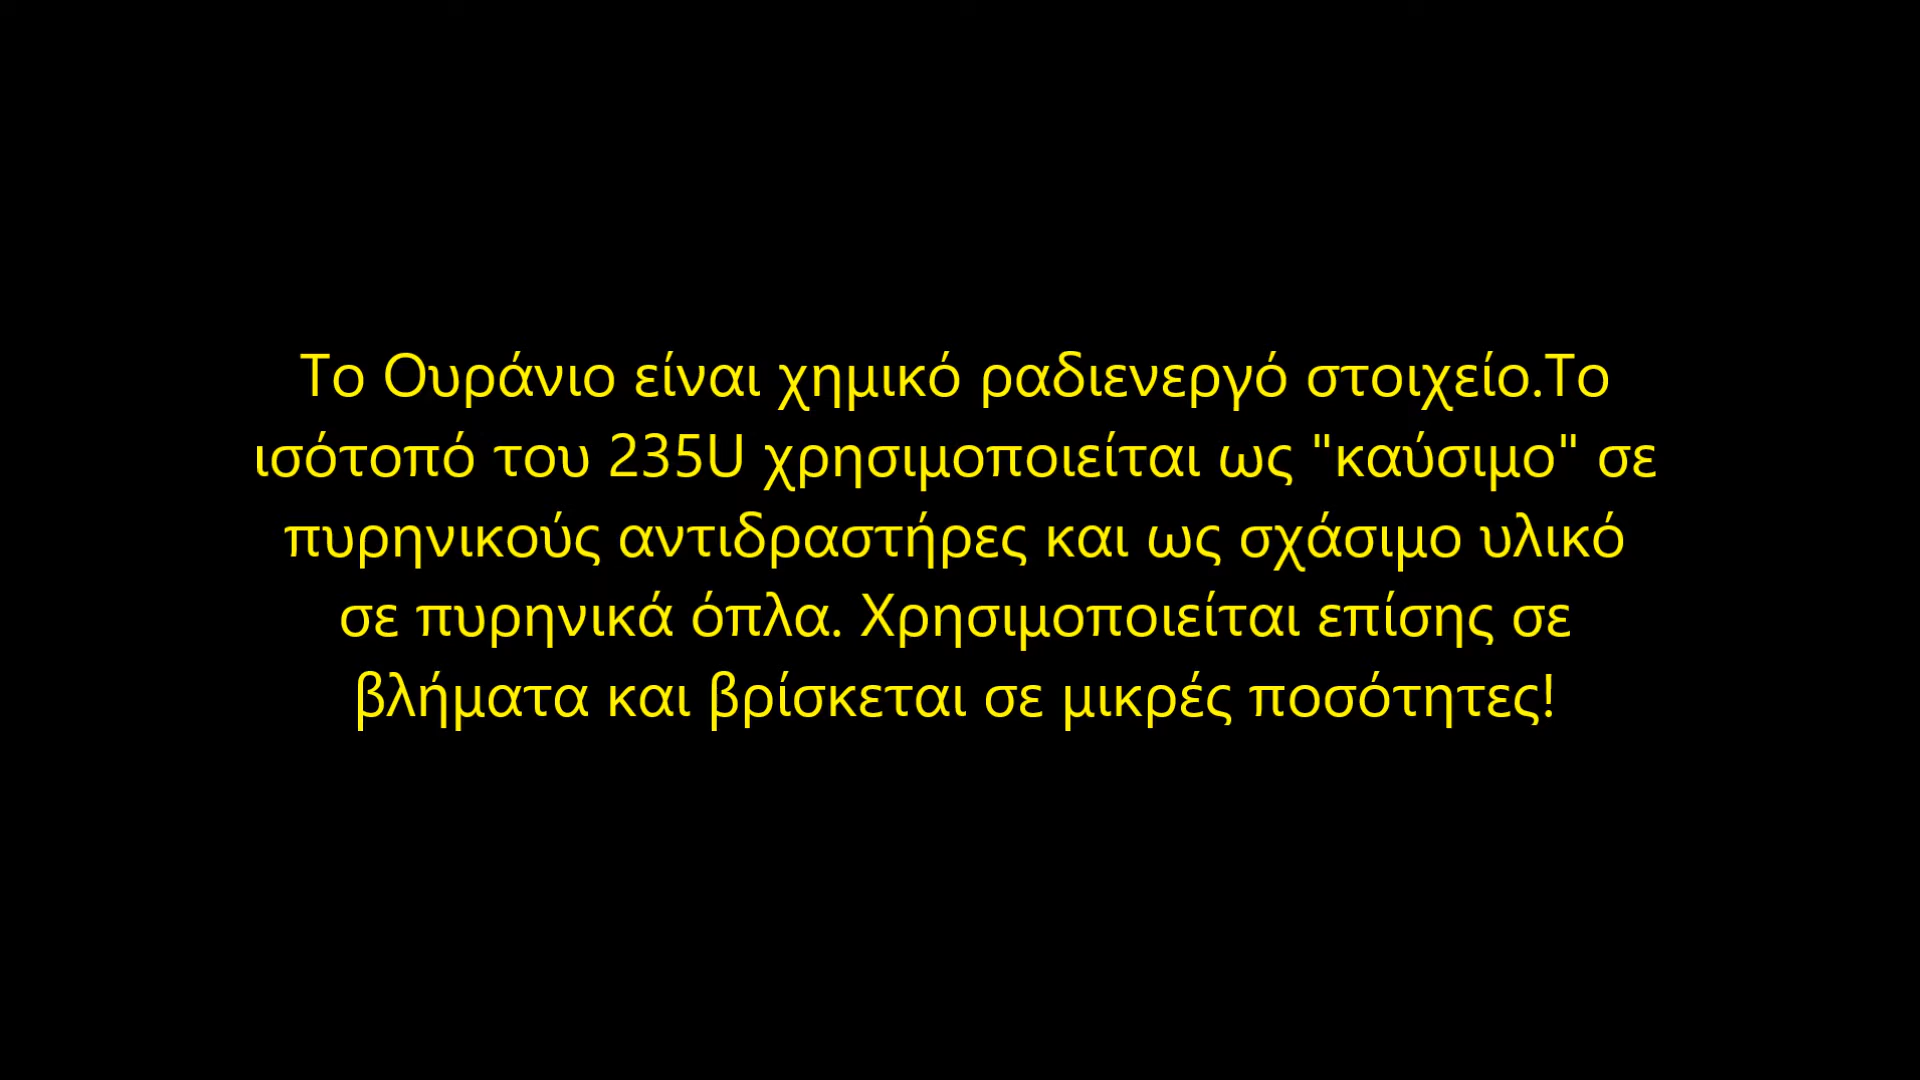 Το Ουράνιο είναι χημικό ραδιενεργό στοιχείο.Το
ισότοπό του 235U χρησιμοποιείται ως "καύσιμο" σε
πυρηνικούς αντιδραστήρες και ως σχάσιμο υλικό
σε πυρηνικά όπλα. Χρησιμοποιείται επίσης σε
βλήματα και βρίσκεται σε μικρές ποσότητες!